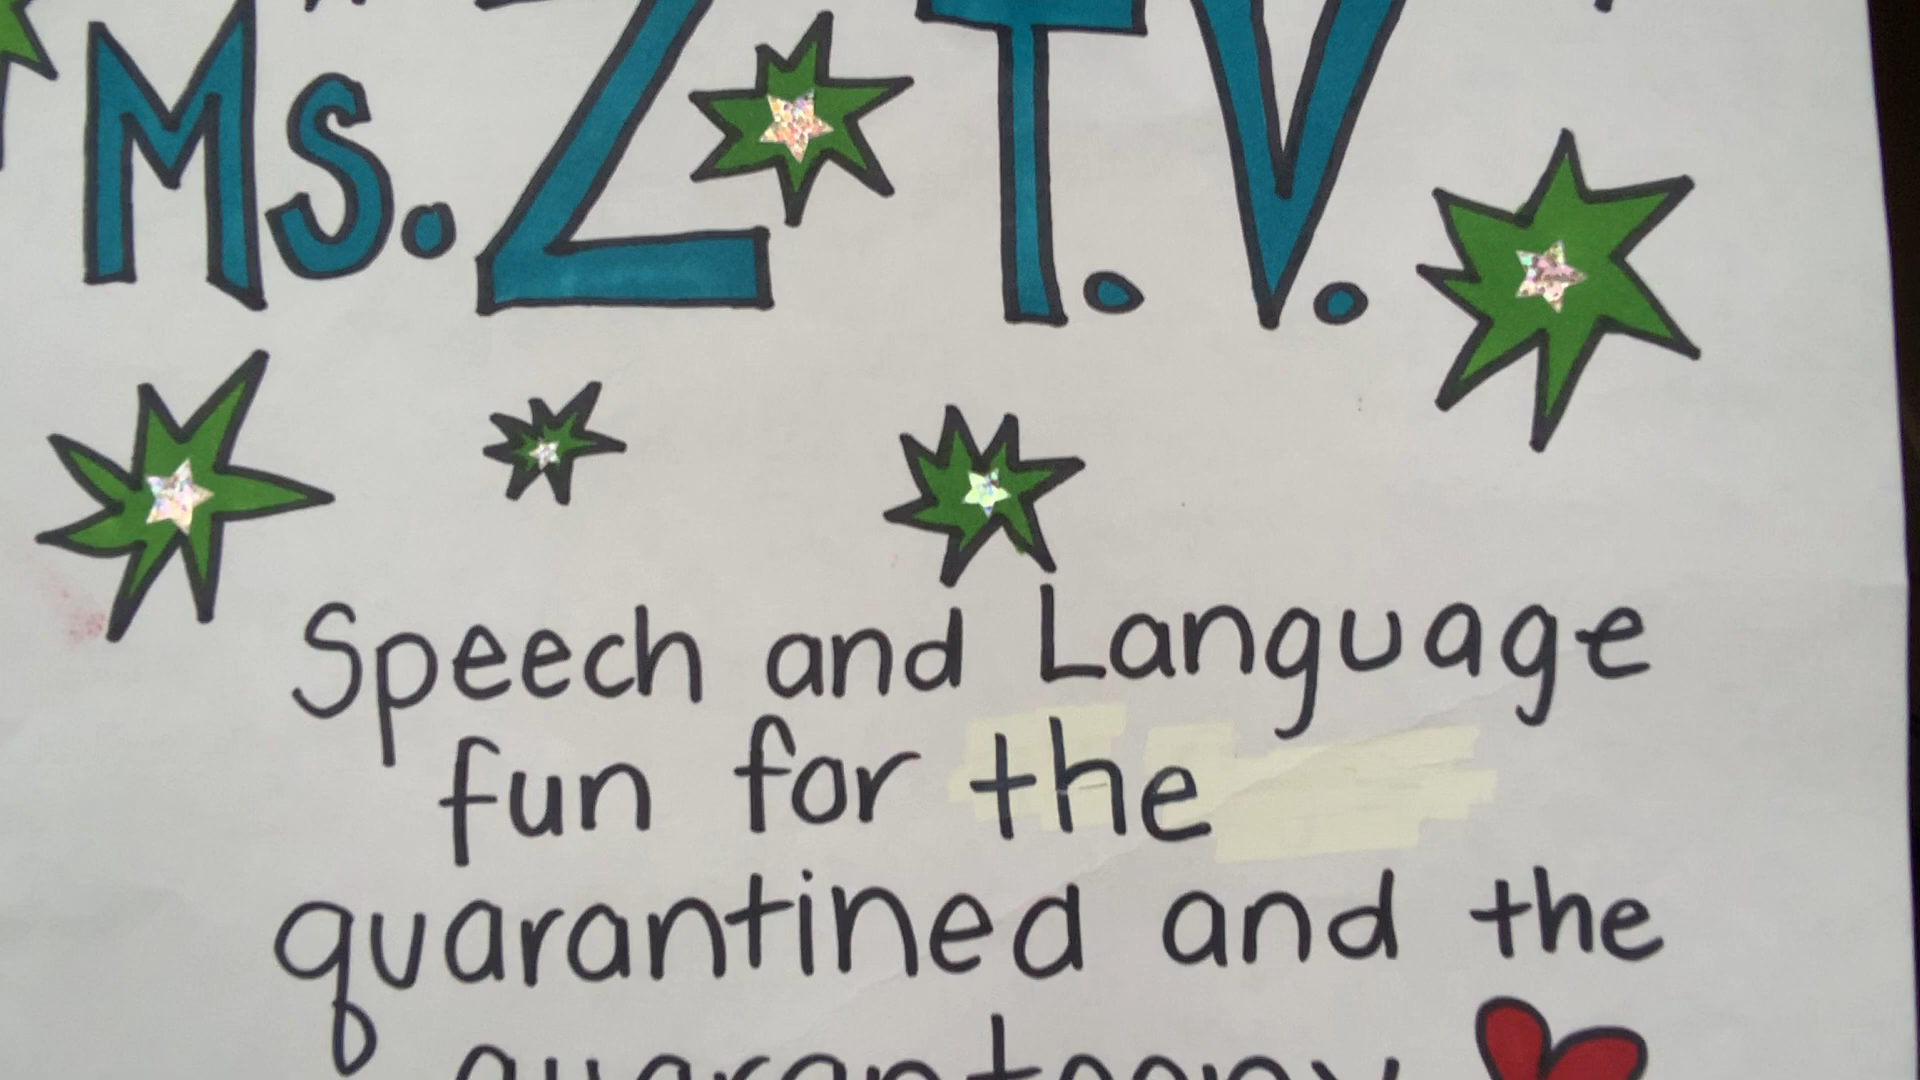 Ms. Z T.V.
Speech and Language
fun for the
quarantined and the